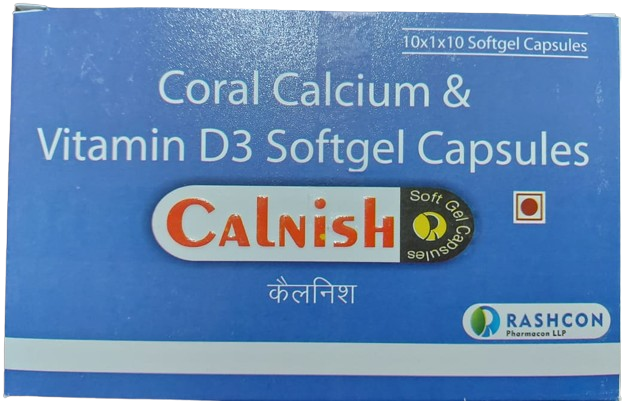 10x1x10 Softgel Capsules
Coral Calcium &
Vitamin D3 Softgel Capsules
CALNISH
Soft Gel Capsules
कैलनिश
RASHCON
Pharmacon LLP